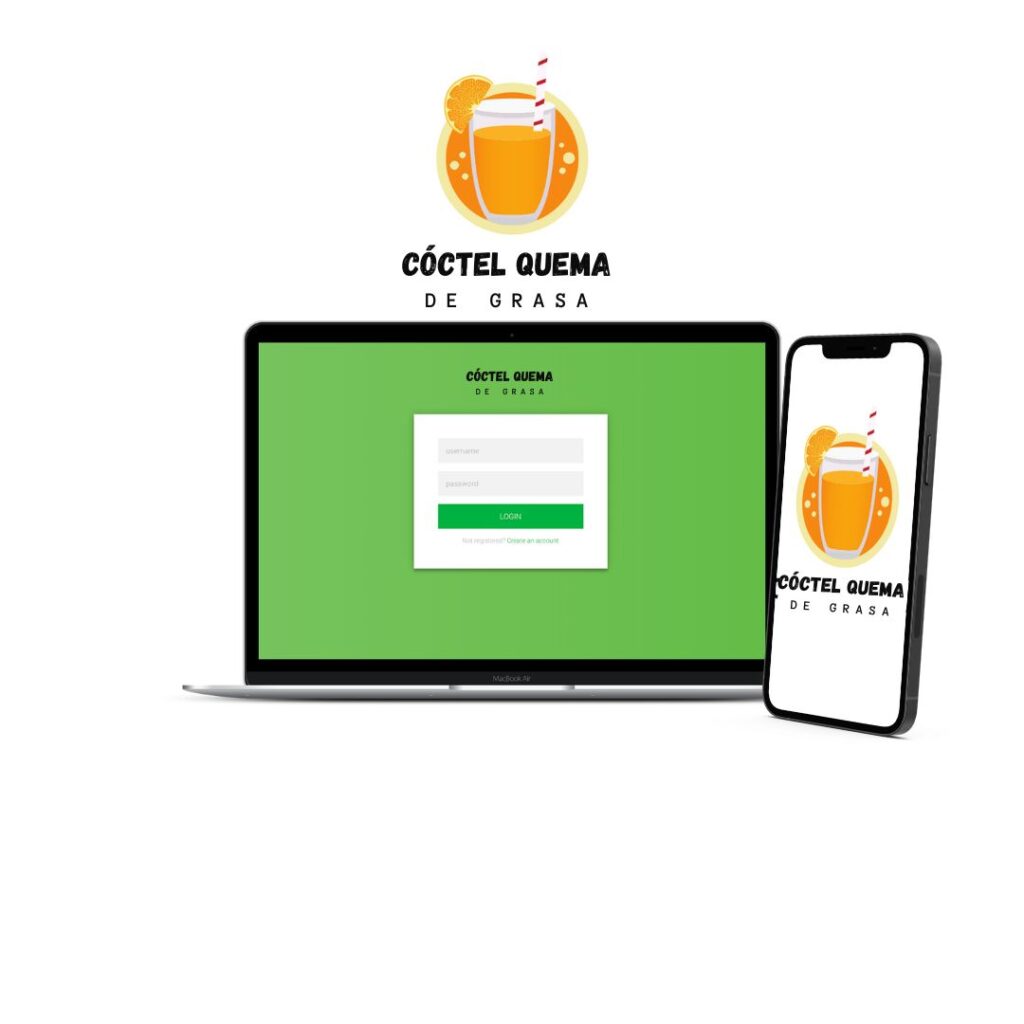 CÓCTEL QUEMA
DE GRASA
CÓCTEL QUEMA
DE GRASA
username
password
LOGIN
Not registered? Create an account
MacBook Air
CÓCTEL QUEMA
DE GRASA